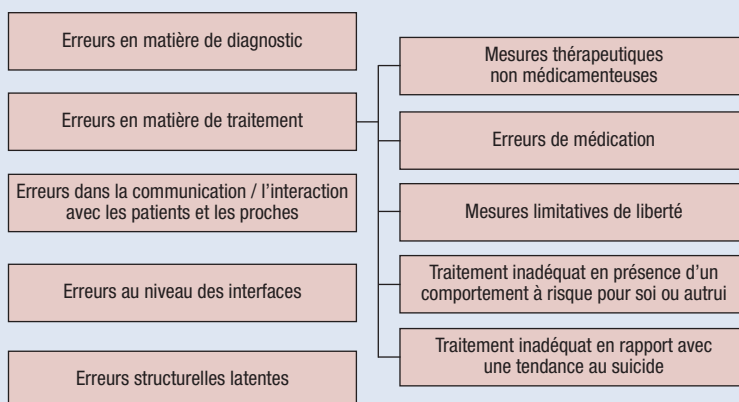 Erreurs en matière de diagnostic
Erreurs en matière de traitement
Erreurs dans la communication / l’interaction
avec les patients et les proches
Erreurs au niveau des interfaces
Erreurs structurelles latentes
Mesures thérapeutiques
non médicamenteuses
Erreurs de médication
Mesures limitatives de liberté
Traitement inadéquat en présence d’un
comportement à risque pour soi ou autrui
Traitement inadéquat en rapport avec
une tendance au suicide